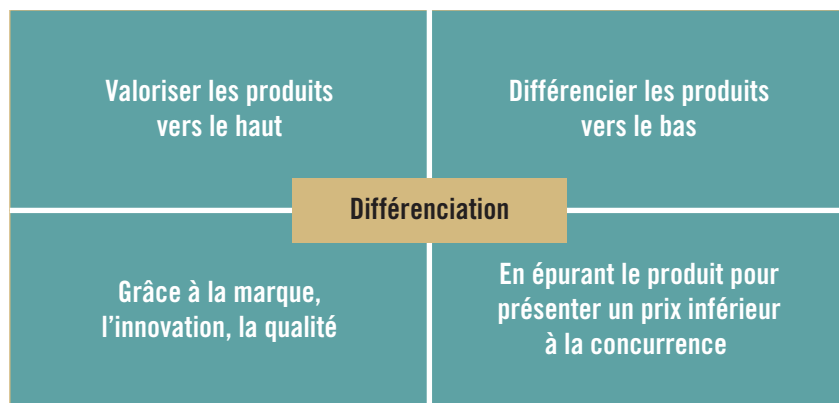 Valoriser les produits
vers le haut
Différencier les produits
vers le bas
Différenciation
Grâce à la marque,
l'innovation, la qualité
En épurant le produit pour
présenter un prix inférieur
à la concurrence